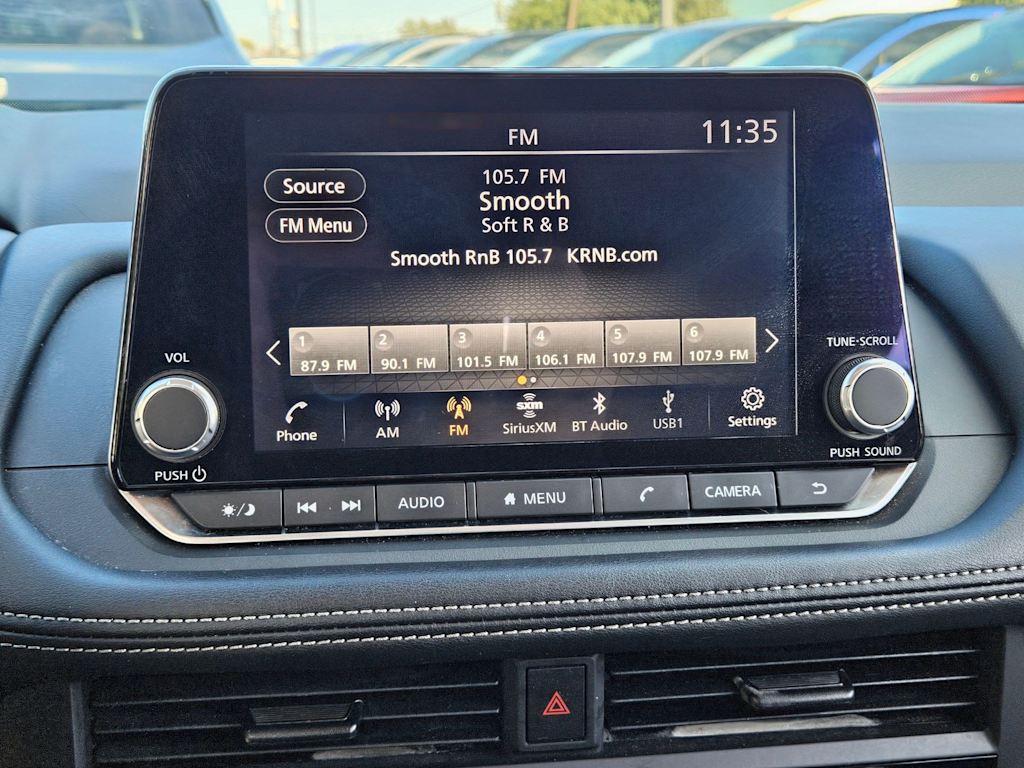 FM
11:35
Source
105.7 FM
Smooth
FM Menu
Soft R & B
Smooth RnB 105.7 KRNB.com
1 2 3 4 5 6
87.9 FM 90.1 FM 101.5 FM 106.1 FM 107.9 FM 107.9 FM
VOL
TUNE·SCROLL
Phone AM FM SiriusXM BT Audio USB1 Settings
sxm
PUSH
PUSH SOUND
AUDIO MENU CAMERA